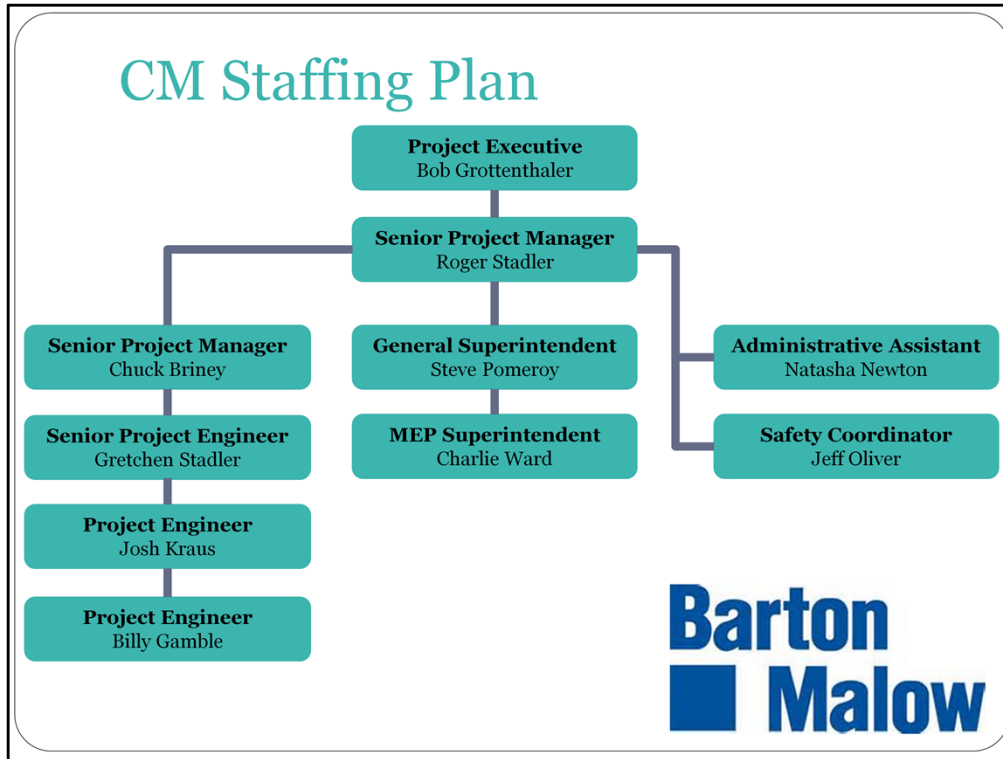 CM Staffing Plan
Project Executive
Bob Grottenthaler
Senior Project Manager
Roger Stadler
Senior Project Manager
Chuck Briney
General Superintendent
Steve Pomeroy
Administrative Assistant
Natasha Newton
Senior Project Engineer
Gretchen Stadler
MEP Superintendent
Charlie Ward
Safety Coordinator
Jeff Oliver
Project Engineer
Josh Kraus
Project Engineer
Billy Gamble
Barton
Malow